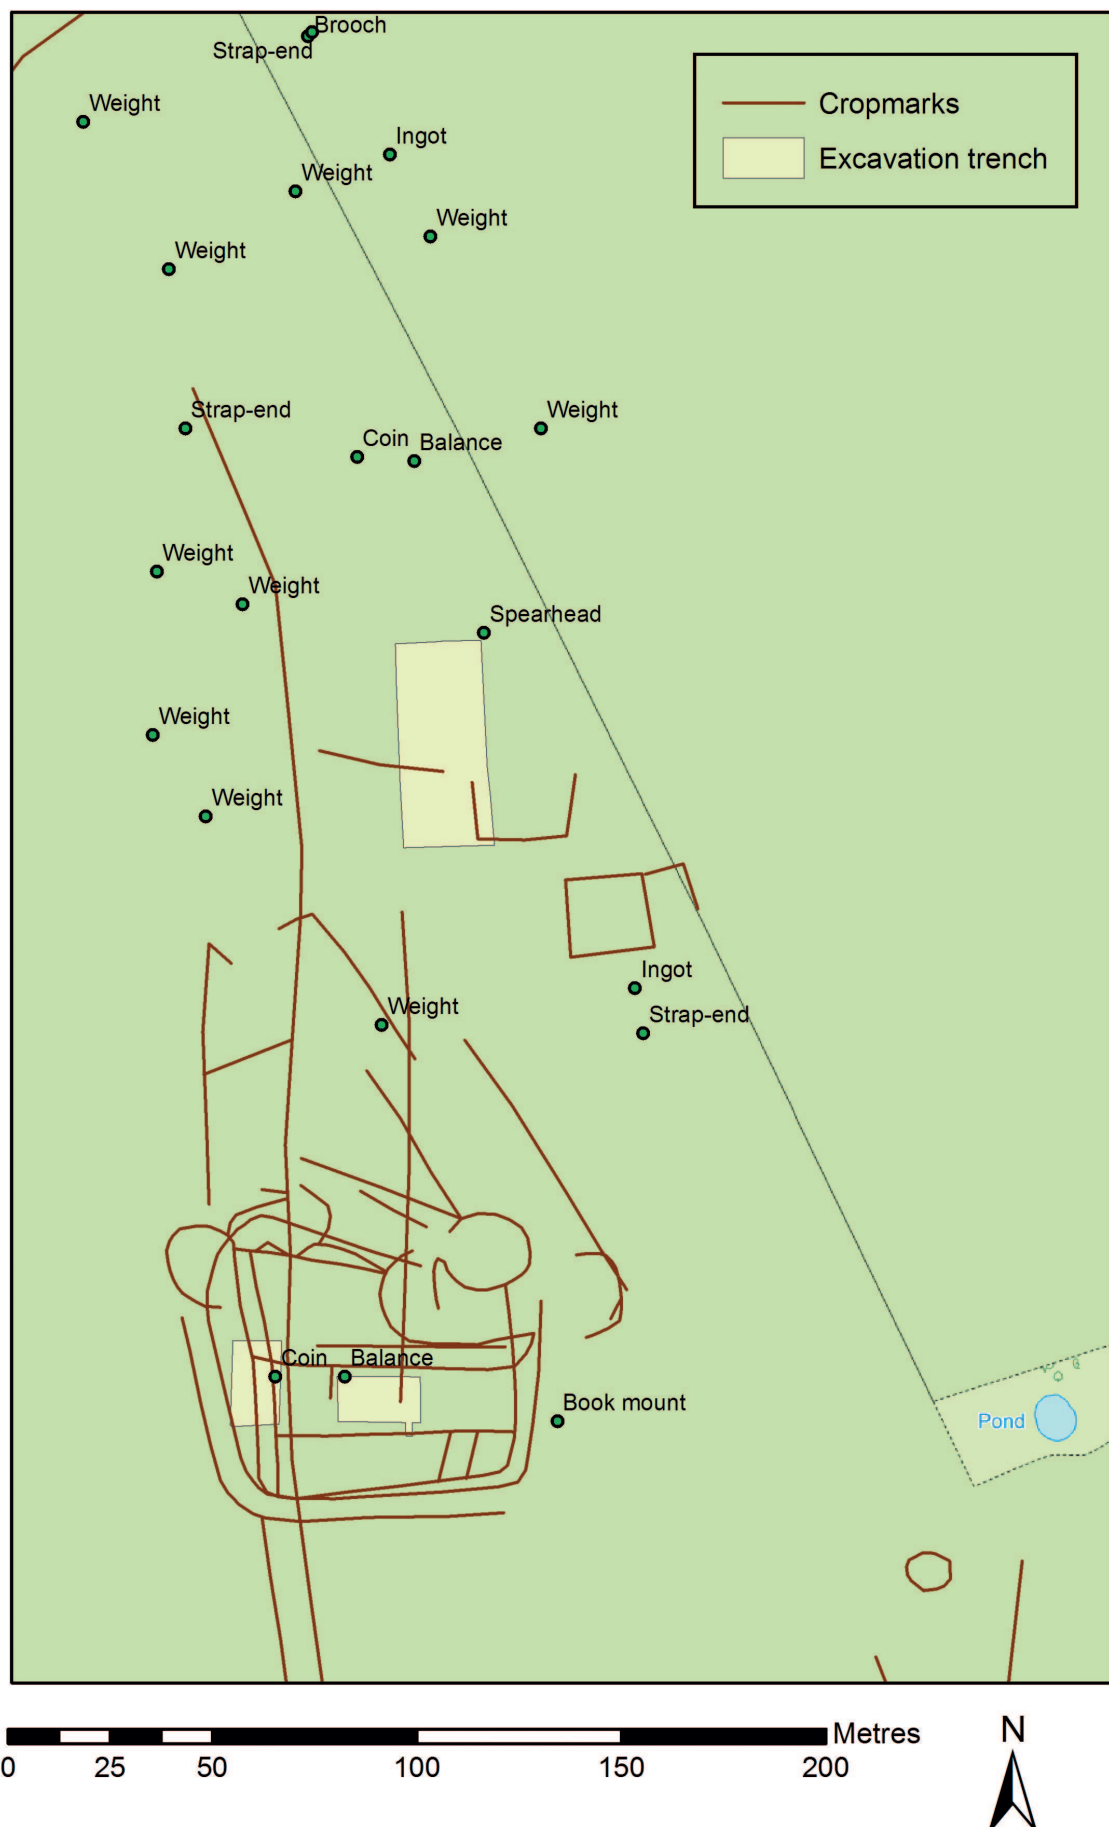 Brooch
Strap-end
Weight
Cropmarks
Ingot
Excavation trench
Weight
Weight
Weight
Strap-end
Weight
Coin
Balance
Weight
Weight
Spearhead
Weight
Weight
Ingot
Weight
Strap-end
Coin
Balance
Book mount
Pond
Metres
N
0 25 50 100 150 200